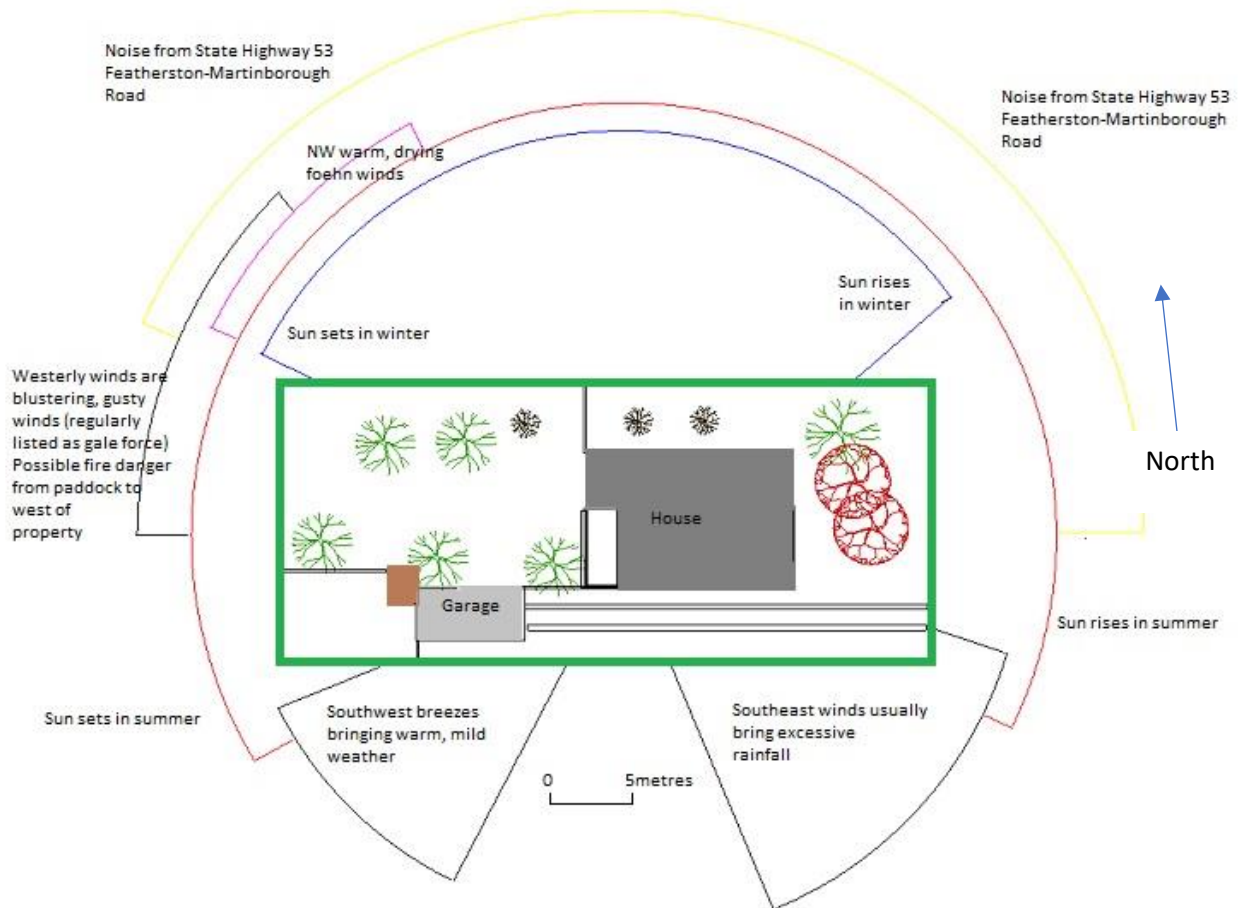 Noise from State Highway 53
Featherston-Martinborough
Road
Noise from State Highway 53
Featherston-Martinborough
Road
NW warm, drying
foehn winds
Sun rises
in winter
Sun sets in winter
Westerly winds are
blustering, gusty
winds (regularly
listed as gale force)
Possible fire danger
from paddock to
west of
property
North
House
Garage
Sun rises in summer
Sun sets in summer
Southwest breezes
bringing warm, mild
weather
Southeast winds usually
bring excessive
rainfall
0 5metres